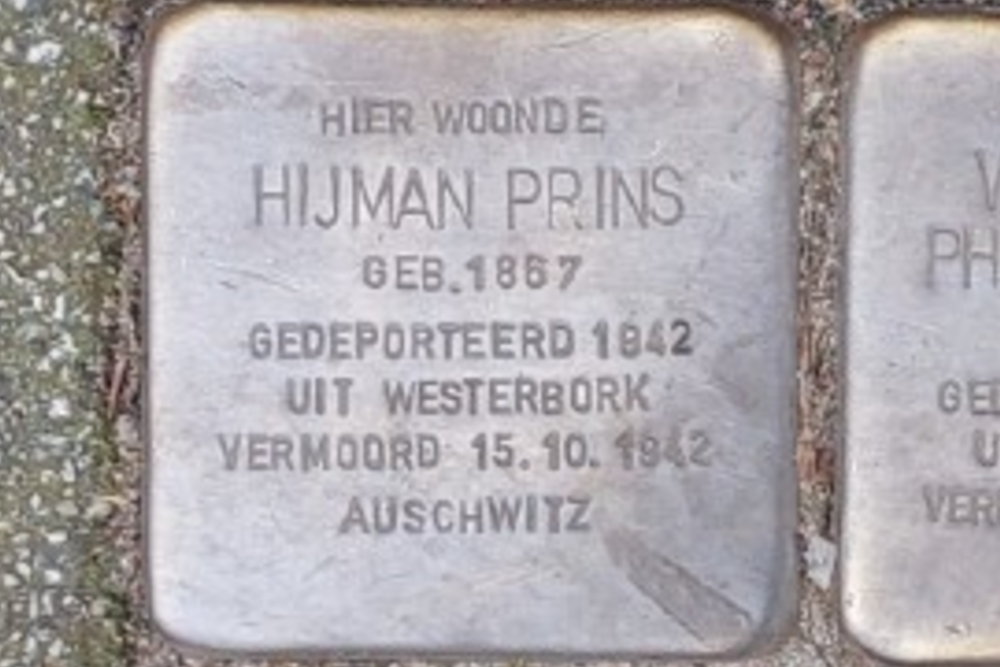 HIER WOONDE
HIJMAN PRINS
GEB. 1867
GEDEPORTEERD 1942
UIT WESTERBORK
VERMOORD 15.10.1942
AUSCHWITZ